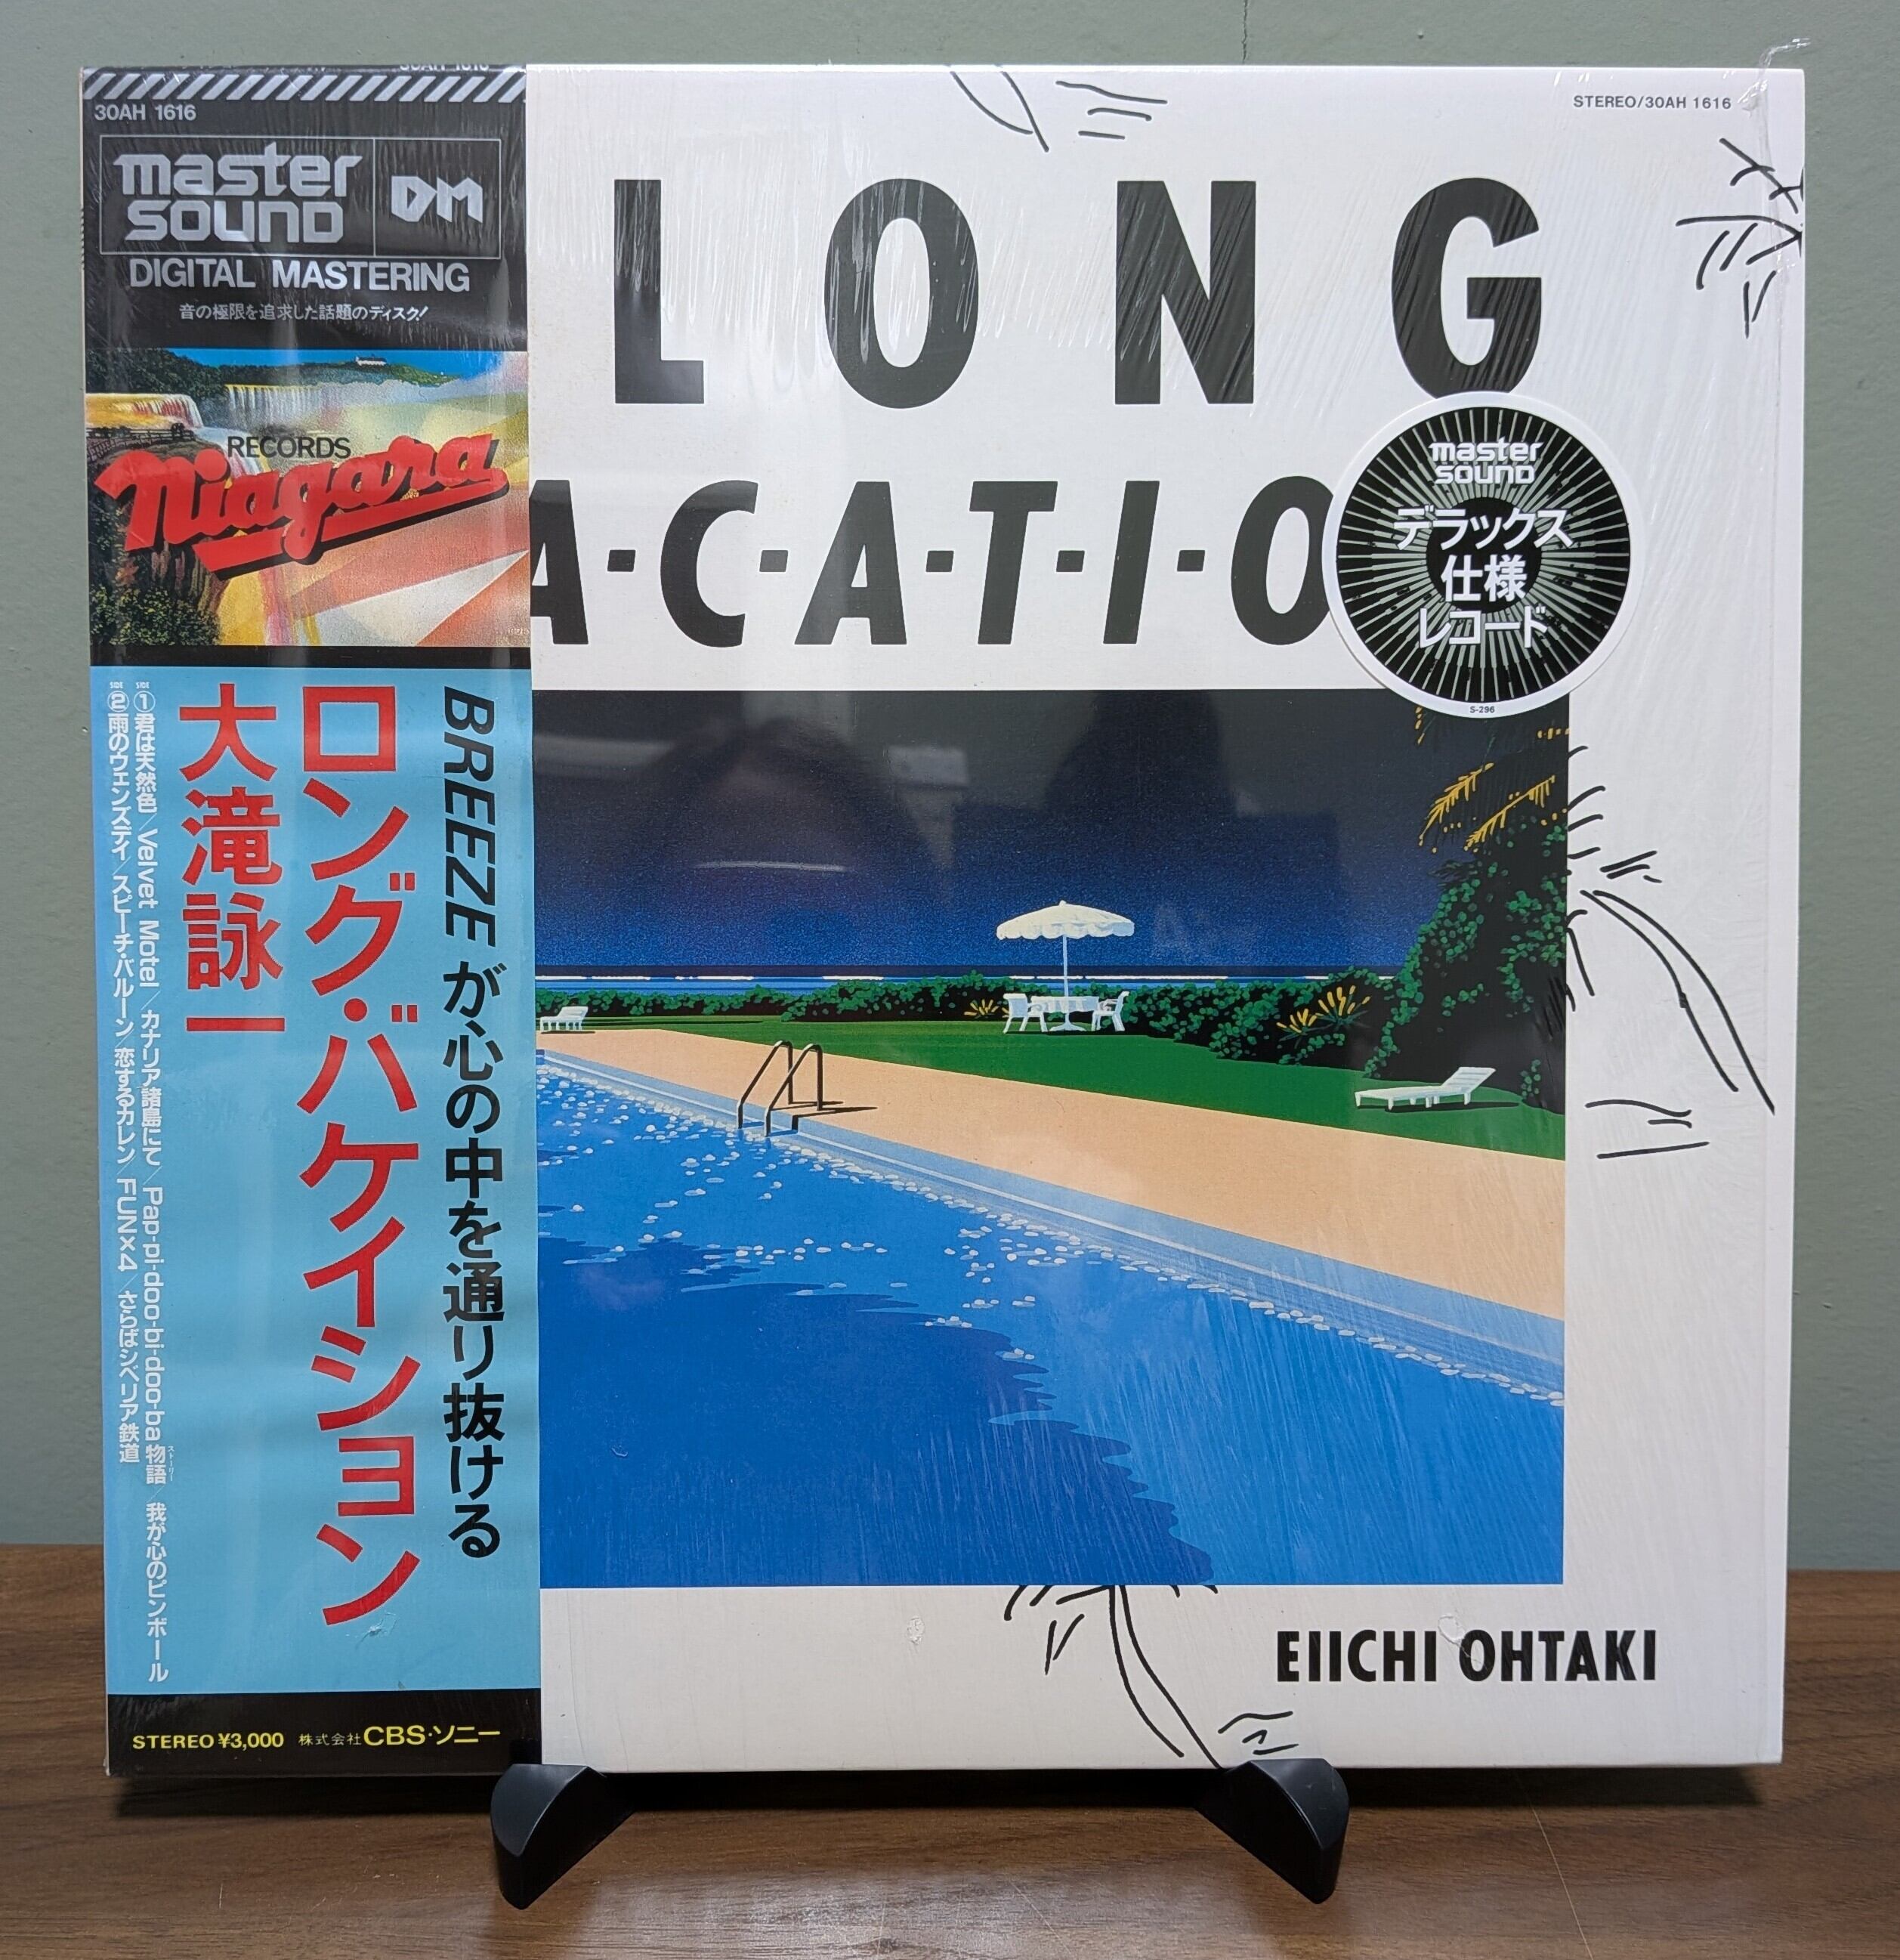 30AH 1616
master
sound
DM
DIGITAL MASTERING
音の極限を追求した話題のディスク!
RECORDS
Niagara
BREEZEが心の中を通り抜ける
ロング・バケイション
大滝詠一
SIDE
①君は天然色/Velvet Motel/カナリア諸島にて/Pap-pi-doo-bi-doo-ba物語/我が心のピンボール
ストーリー
SIDE
②雨のウェンズデイ/スピーチ・バルーン/恋するカレン/FUN×4/さらばシベリア鉄道
STEREO ¥3,000 株式会社CBS・ソニー
STEREO/30AH 1616
LONG
A-C-A-T-I-O
master
sound
デラックス
仕様
レコード
S-296
EIICHI OHTAKI